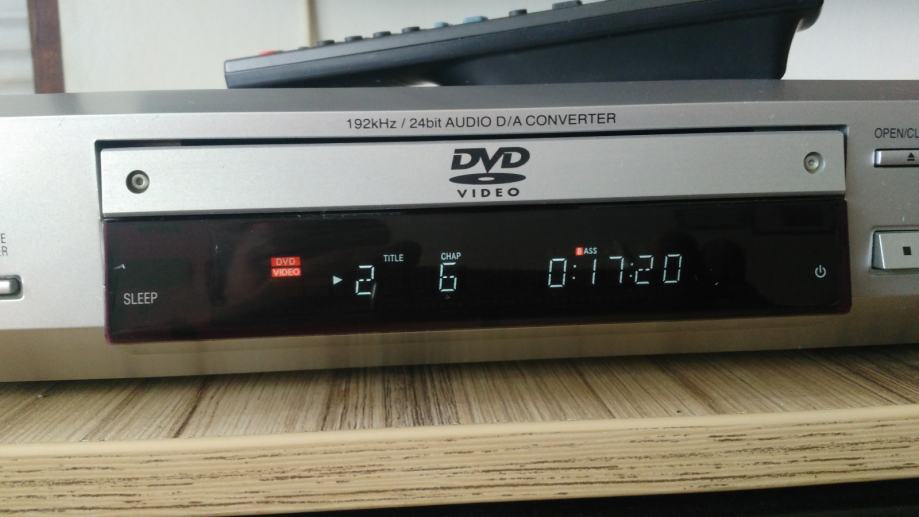 192kHz / 24bit AUDIO D/A CONVERTER
OPEN/CL
DVD
VIDEO
TITLE CHAP BASS
DVD
VIDEO
2 6 0:17:20
SLEEP